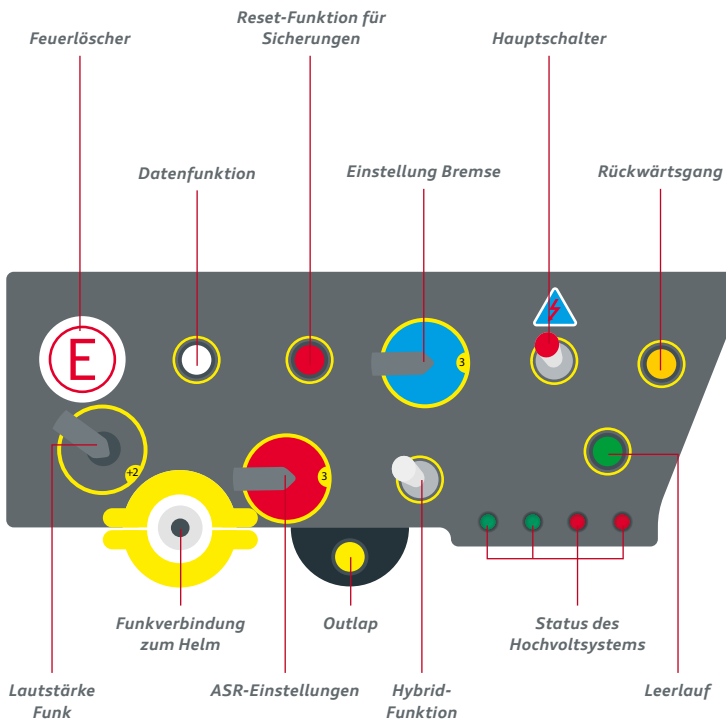 Reset-Funktion für
Sicherungen
Feuerlöscher
Hauptschalter
Datenfunktion
Einstellung Bremse
Rückwärtsgang
E
3
+2
3
Funkverbindung
zum Helm
Outlap
Status des
Hochvoltsystems
Lautstärke
Funk
ASR-Einstellungen
Hybrid-
Funktion
Leerlauf